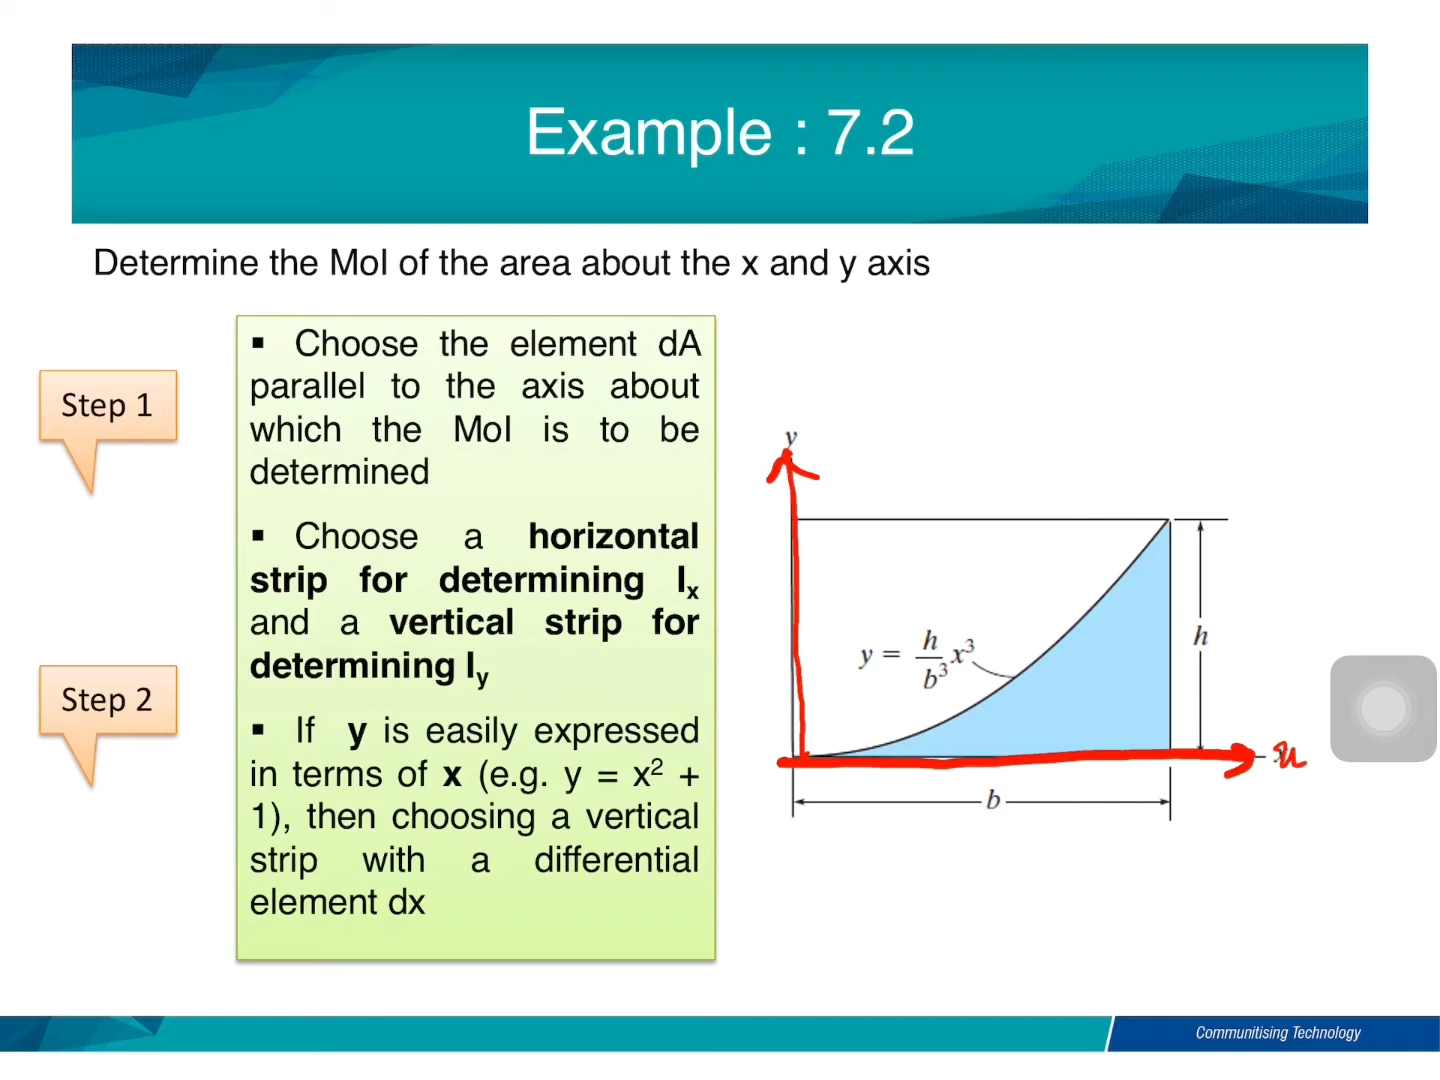 Example : 7.2
Determine the MoI of the area about the x and y axis
Step 1
▪ Choose the element dA
parallel to the axis about
which the MoI is to be
determined
▪ Choose a horizontal
strip for determining Iₓ
and a vertical strip for
determining Iᵧ
Step 2
▪ If y is easily expressed
in terms of x (e.g. y = x² +
1), then choosing a vertical
strip with a differential
element dx
y
y = h/b³ x³
h
x
b
Communitising Technology